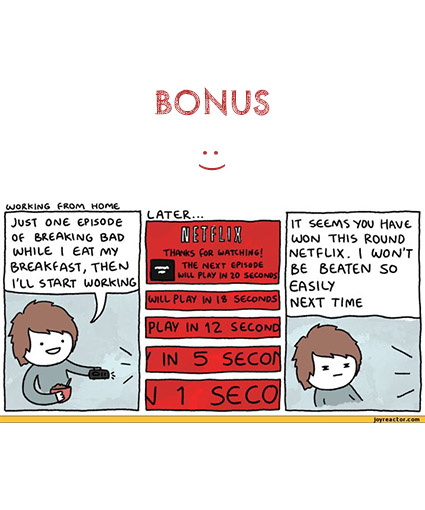 BONUS
:)
WORKING FROM HOME
JUST ONE EPISODE
OF BREAKING BAD
WHILE I EAT MY
BREAKFAST, THEN
I'LL START WORKING
LATER...
NETFLIX
THANKS FOR WATCHING!
THE NEXT EPISODE
WILL PLAY IN 20 SECONDS
WILL PLAY IN 18 SECONDS
PLAY IN 12 SECOND
IN 5 SECON
N 1 SECO
IT SEEMS YOU HAVE
WON THIS ROUND
NETFLIX. I WON'T
BE BEATEN SO
EASILY
NEXT TIME
joyreactor.com